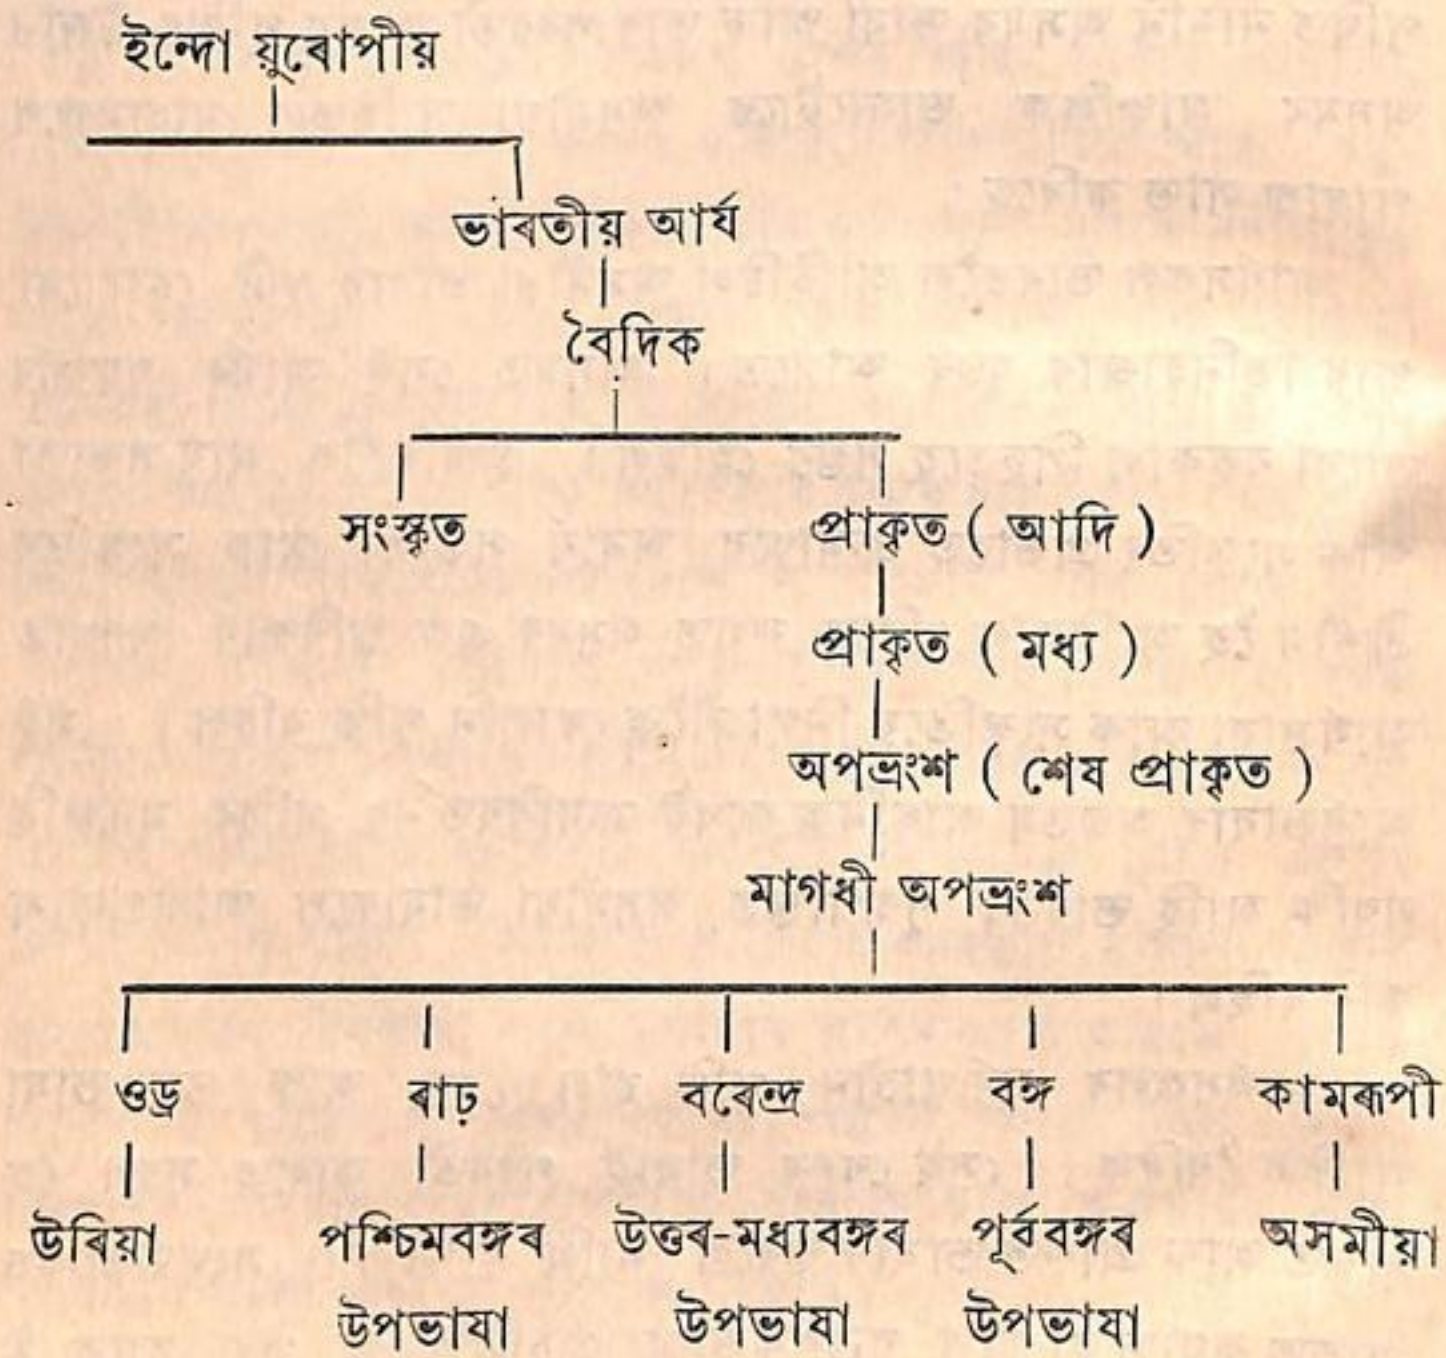 ইন্দো য়ুৰোপীয়
ভাৰতীয় আৰ্য
বৈদিক
সংস্কৃত প্ৰাকৃত ( আদি )
প্ৰাকৃত ( মধ্য )
অপভ্ৰংশ ( শেষ প্ৰাকৃত )
মাগধী অপভ্ৰংশ
ওড্ৰ ৰাঢ় বৰেন্দ্ৰ বঙ্গ কামৰূপী
উৰিয়া পশ্চিমবঙ্গৰ উত্তৰ-মধ্যবঙ্গৰ পূৰ্ববঙ্গৰ অসমীয়া
উপভাষা উপভাষা উপভাষা